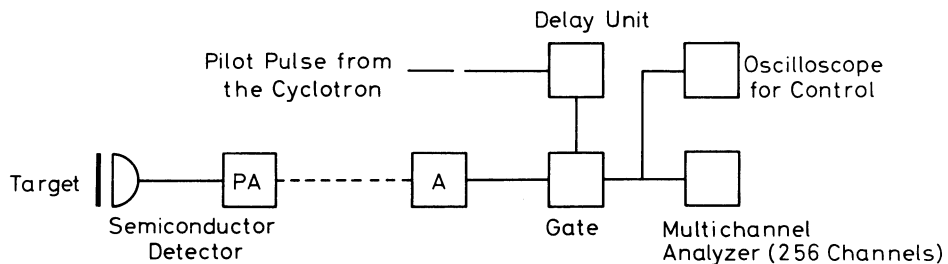 Delay Unit
Pilot Pulse from
the Cyclotron
Oscilloscope
for Control
Target
PA
A
Semiconductor
Detector
Gate
Multichannel
Analyzer (256 Channels)